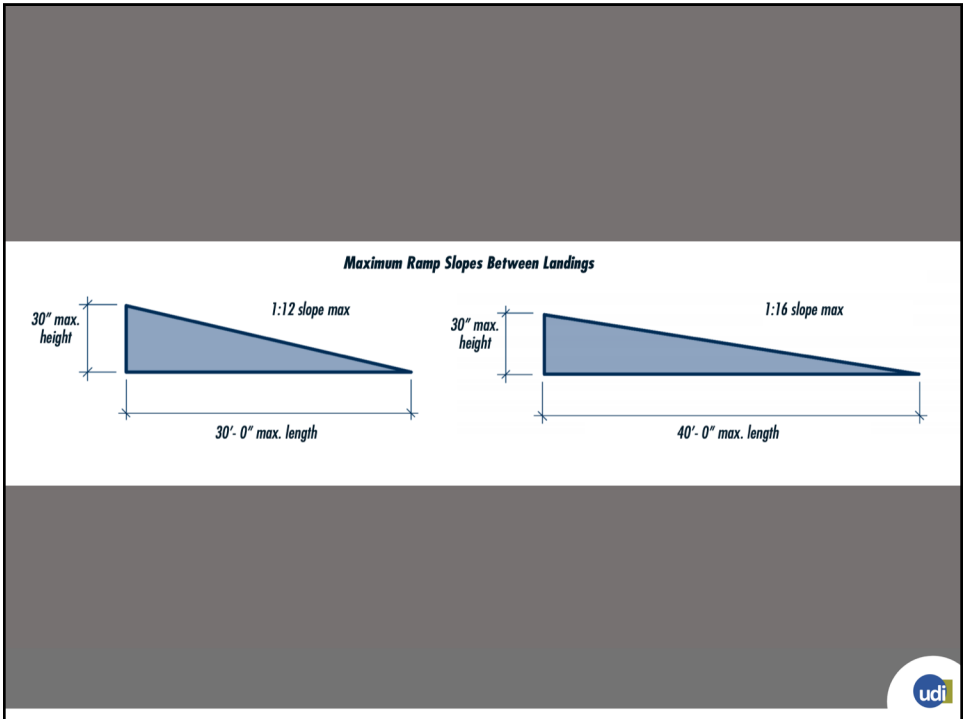 Maximum Ramp Slopes Between Landings
30" max.
height
1:12 slope max
30'- 0" max. length
30" max.
height
1:16 slope max
40'- 0" max. length
udi